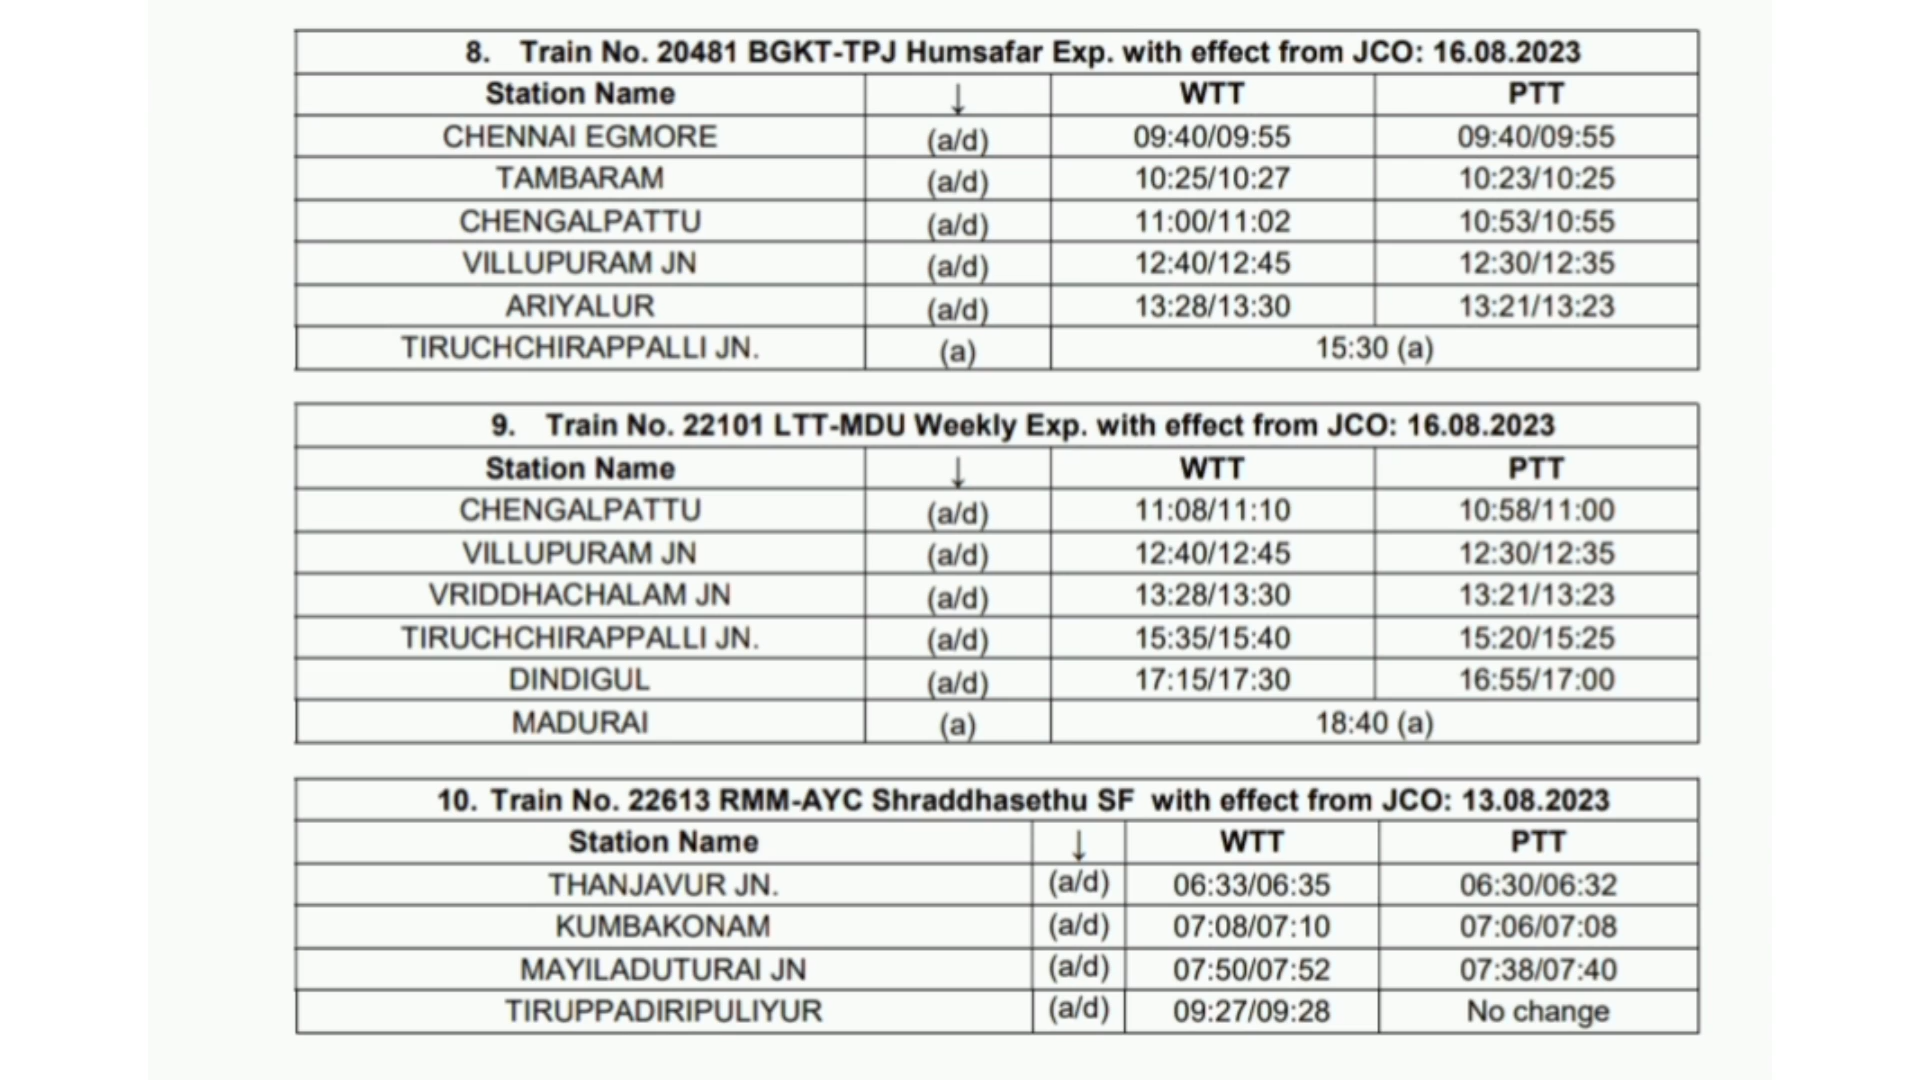 8. Train No. 20481 BGKT-TPJ Humsafar Exp. with effect from JCO: 16.08.2023
Station Name ↓ WTT PTT
CHENNAI EGMORE (a/d) 09:40/09:55 09:40/09:55
TAMBARAM (a/d) 10:25/10:27 10:23/10:25
CHENGALPATTU (a/d) 11:00/11:02 10:53/10:55
VILLUPURAM JN (a/d) 12:40/12:45 12:30/12:35
ARIYALUR (a/d) 13:28/13:30 13:21/13:23
TIRUCHCHIRAPPALLI JN. (a) 15:30 (a)
9. Train No. 22101 LTT-MDU Weekly Exp. with effect from JCO: 16.08.2023
Station Name ↓ WTT PTT
CHENGALPATTU (a/d) 11:08/11:10 10:58/11:00
VILLUPURAM JN (a/d) 12:40/12:45 12:30/12:35
VRIDDHACHALAM JN (a/d) 13:28/13:30 13:21/13:23
TIRUCHCHIRAPPALLI JN. (a/d) 15:35/15:40 15:20/15:25
DINDIGUL (a/d) 17:15/17:30 16:55/17:00
MADURAI (a) 18:40 (a)
10. Train No. 22613 RMM-AYC Shraddhasethu SF with effect from JCO: 13.08.2023
Station Name ↓ WTT PTT
THANJAVUR JN. (a/d) 06:33/06:35 06:30/06:32
KUMBAKONAM (a/d) 07:08/07:10 07:06/07:08
MAYILADUTURAI JN (a/d) 07:50/07:52 07:38/07:40
TIRUPPADIRIPULIYUR (a/d) 09:27/09:28 No change